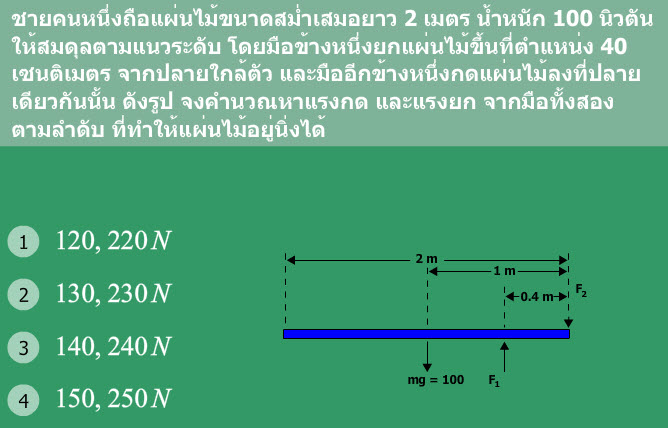 ชายคนหนึ่งถือแผ่นไม้ขนาดสม่ำเสมอยาว 2 เมตร น้ำหนัก 100 นิวตัน
ให้สมดุลตามแนวระดับ โดยมือข้างหนึ่งยกแผ่นไม้ขึ้นที่ตำแหน่ง 40
เซนติเมตร จากปลายใกล้ตัว และมืออีกข้างหนึ่งกดแผ่นไม้ลงที่ปลาย
เดียวกันนั้น ดังรูป จงคำนวณหาแรงกด และแรงยก จากมือทั้งสอง
ตามลำดับ ที่ทำให้แผ่นไม้อยู่นิ่งได้
1 120, 220 N
2 130, 230 N
3 140, 240 N
4 150, 250 N
2 m
1 m
0.4 m
F₂
mg = 100
F₁